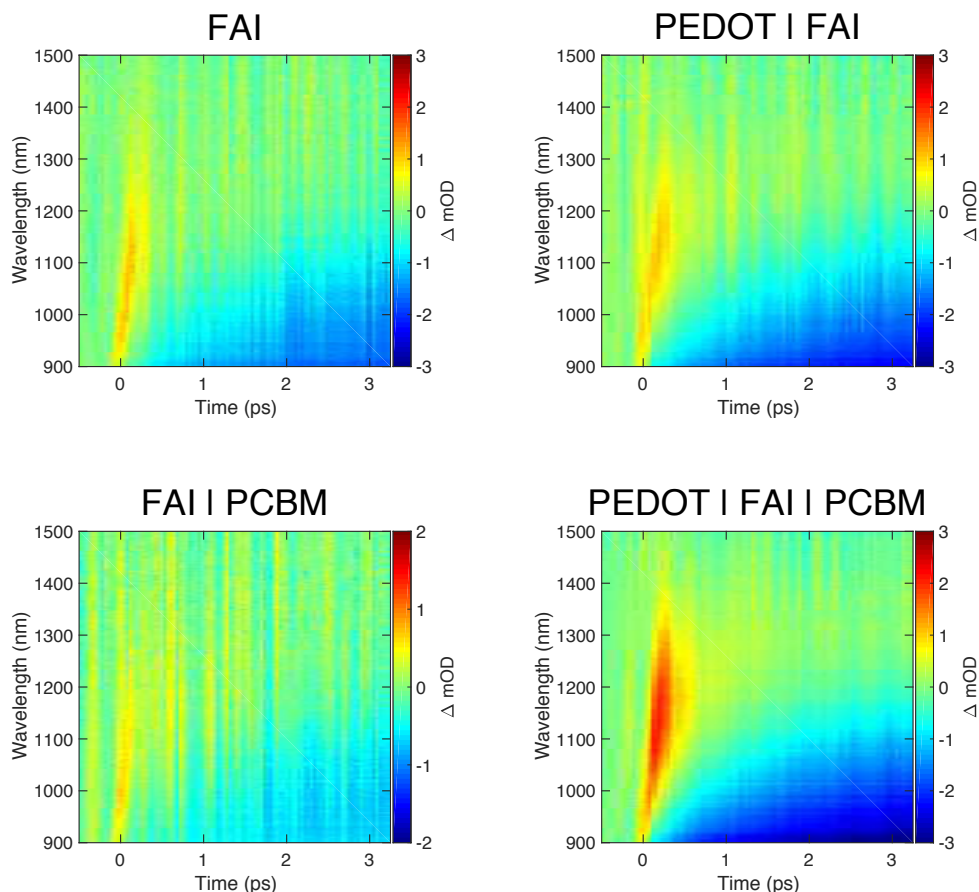 FAI
1500
1400
1300
1200
1100
1000
900
Wavelength (nm)
0 1 2 3
Time (ps)
3
2
1
0
-1
-2
-3
Δ mOD
PEDOT | FAI
1500
1400
1300
1200
1100
1000
900
Wavelength (nm)
0 1 2 3
Time (ps)
3
2
1
0
-1
-2
-3
Δ mOD
FAI | PCBM
1500
1400
1300
1200
1100
1000
900
Wavelength (nm)
0 1 2 3
Time (ps)
2
1
0
-1
-2
Δ mOD
PEDOT | FAI | PCBM
1500
1400
1300
1200
1100
1000
900
Wavelength (nm)
0 1 2 3
Time (ps)
3
2
1
0
-1
-2
-3
Δ mOD